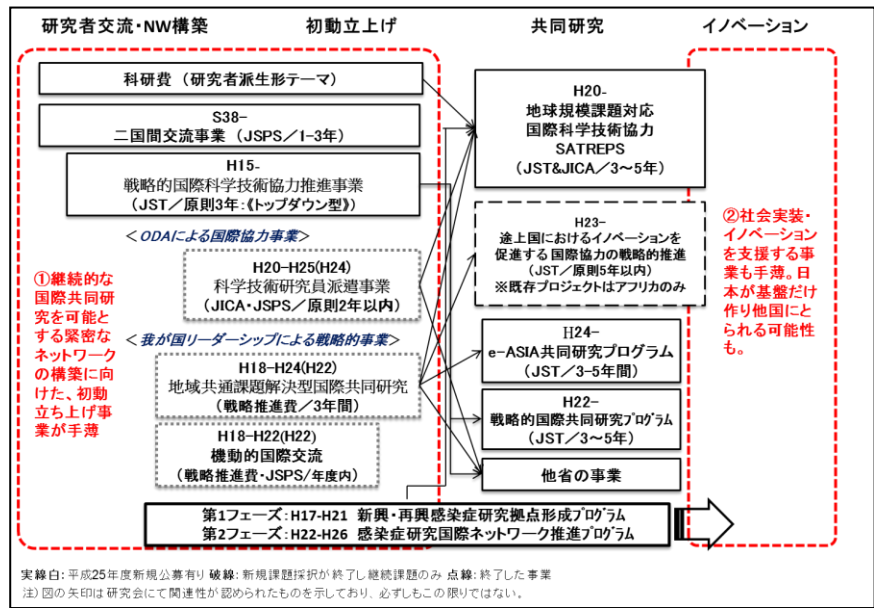 研究者交流・NW構築
初動立上げ
共同研究
イノベーション
科研費（研究者派生形テーマ）
S38−
二国間交流事業（JSPS／1-3年）
H15-
戦略的国際科学技術協力推進事業
（JST／原則3年:《トップダウン型》）
＜ODAによる国際協力事業＞
H20−H25(H24)
科学技術研究員派遣事業
（JICA・JSPS／原則2年以内）
＜我が国リーダーシップによる戦略的事業＞
H18−H24(H22)
地域共通課題解決型国際共同研究
（戦略推進費／3年間）
H18−H22(H22)
機動的国際交流
（戦略推進費・JSPS/年度内）
①継続的な
国際共同研
究を可能と
する緊密な
ネットワーク
の構築に向
けた、初動
立ち上げ事
業が手薄
H20-
地球規模課題対応
国際科学技術協力
SATREPS
（JST&JICA／3〜5年）
H23-
途上国におけるイノベーションを
促進する国際協力の戦略的推進
（JST／原則5年以内）
※既存プロジェクトはアフリカのみ
H24-
e-ASIA共同研究プログラム
（JST／3−5年間）
H22−
戦略的国際共同研究プログラム
（JST／3〜5年）
他省の事業
②社会実装・
イノベーション
を支援する事
業も手薄。日
本が基盤だけ
作り他国にと
られる可能性
も。
第1フェーズ：H17-H21 新興・再興感染症研究拠点形成プログラム
第2フェーズ：H22-H26 感染症研究国際ネットワーク推進プログラム
実線白：平成25年度新規公募有り 破線：新規課題採択が終了し継続課題のみ 点線：終了した事業
注）図の矢印は研究会にて関連性が認められたものを示しており、必ずしもこの限りではない。